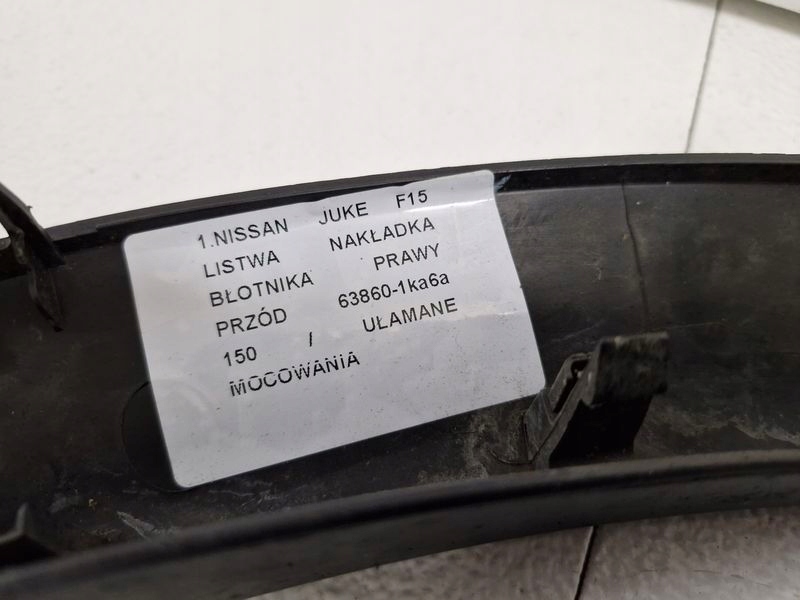 1.NISSAN JUKE F15
LISTWA NAKŁADKA
BŁOTNIKA PRAWY
PRZÓD 63860-1ka6a
150 / UŁAMANE
MOCOWANIA